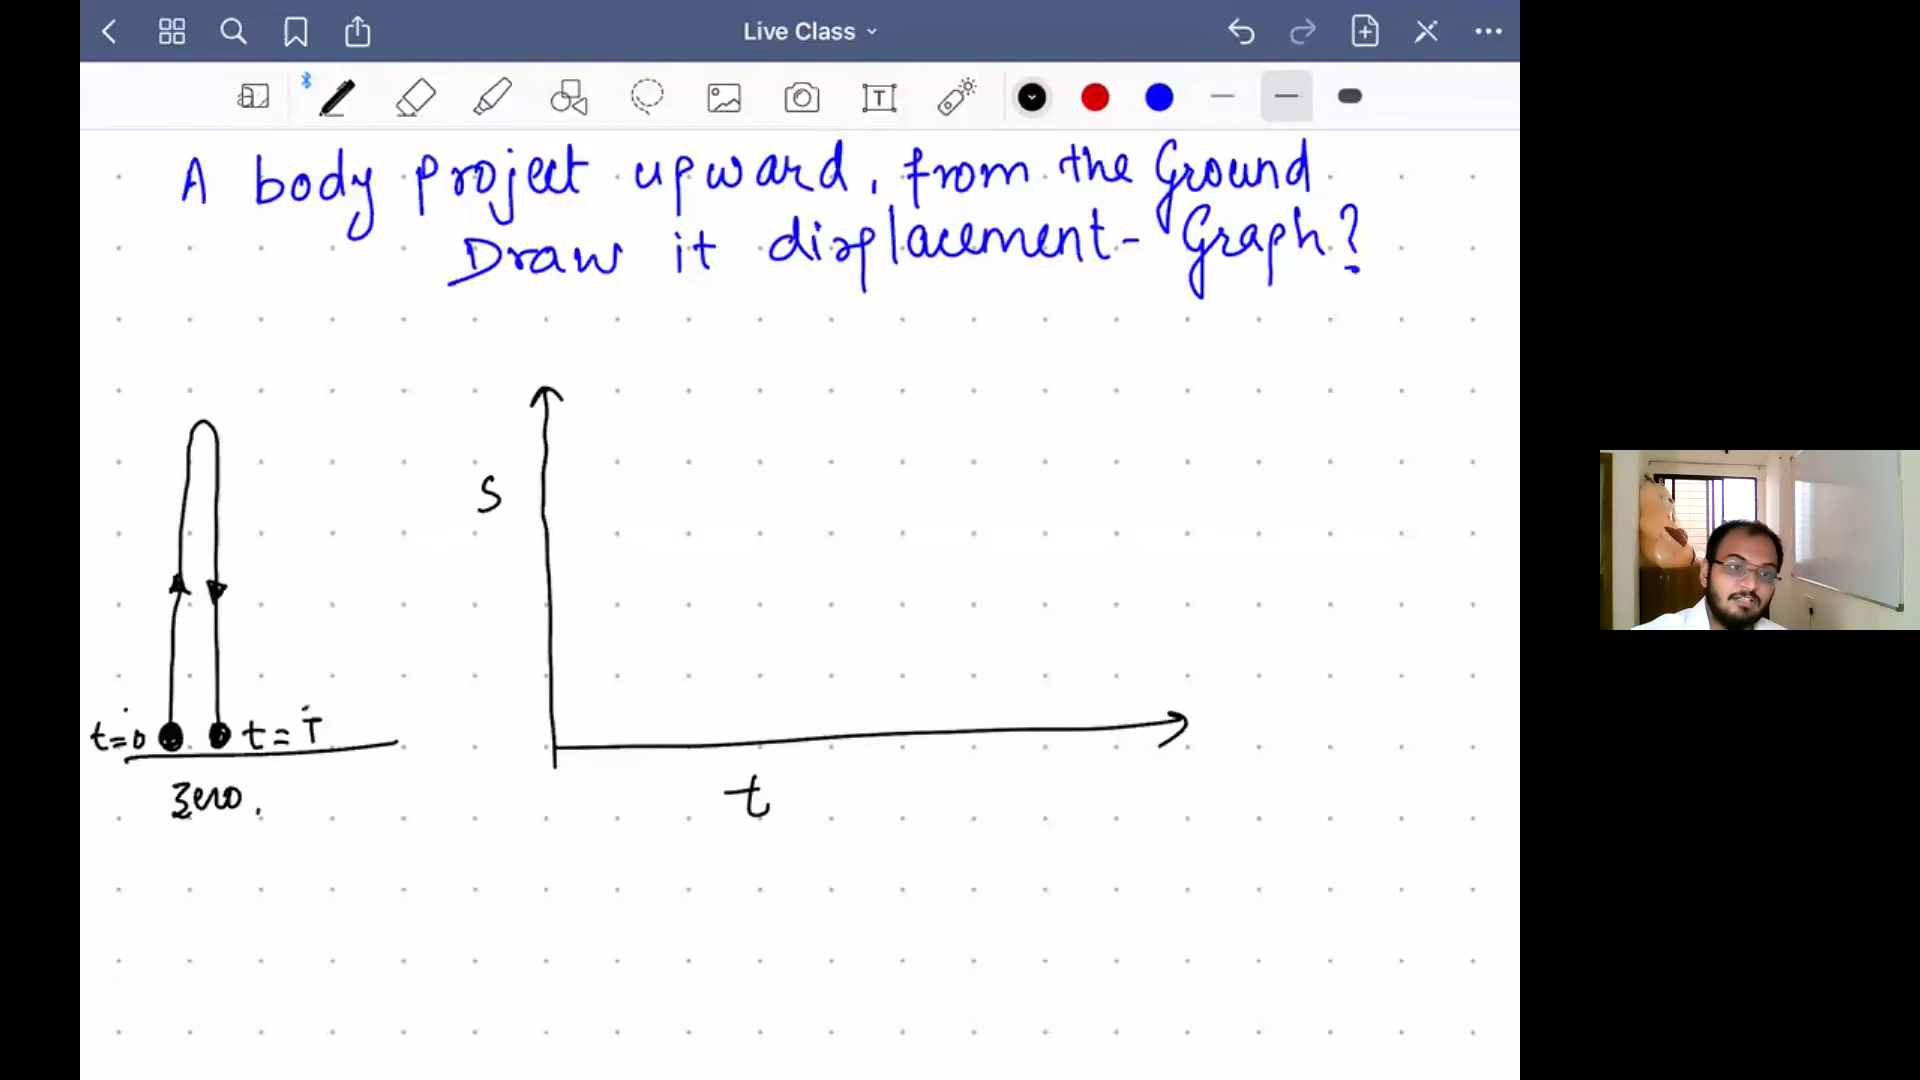 Live Class
T
A body project upward, from the Ground
Draw it displacement- Graph?
S
t=0
t= T
zero.
t